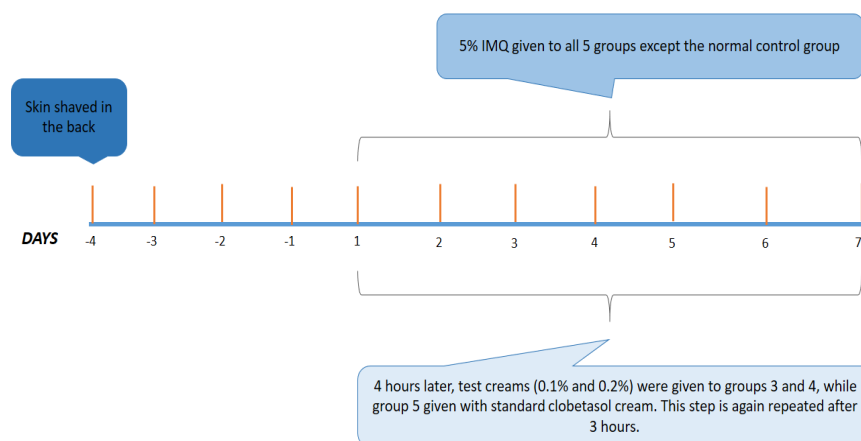 5% IMQ given to all 5 groups except the normal control group
Skin shaved in
the back
DAYS
-4 -3 -2 -1 1 2 3 4 5 6 7
4 hours later, test creams (0.1% and 0.2%) were given to groups 3 and 4, while
group 5 given with standard clobetasol cream. This step is again repeated after
3 hours.